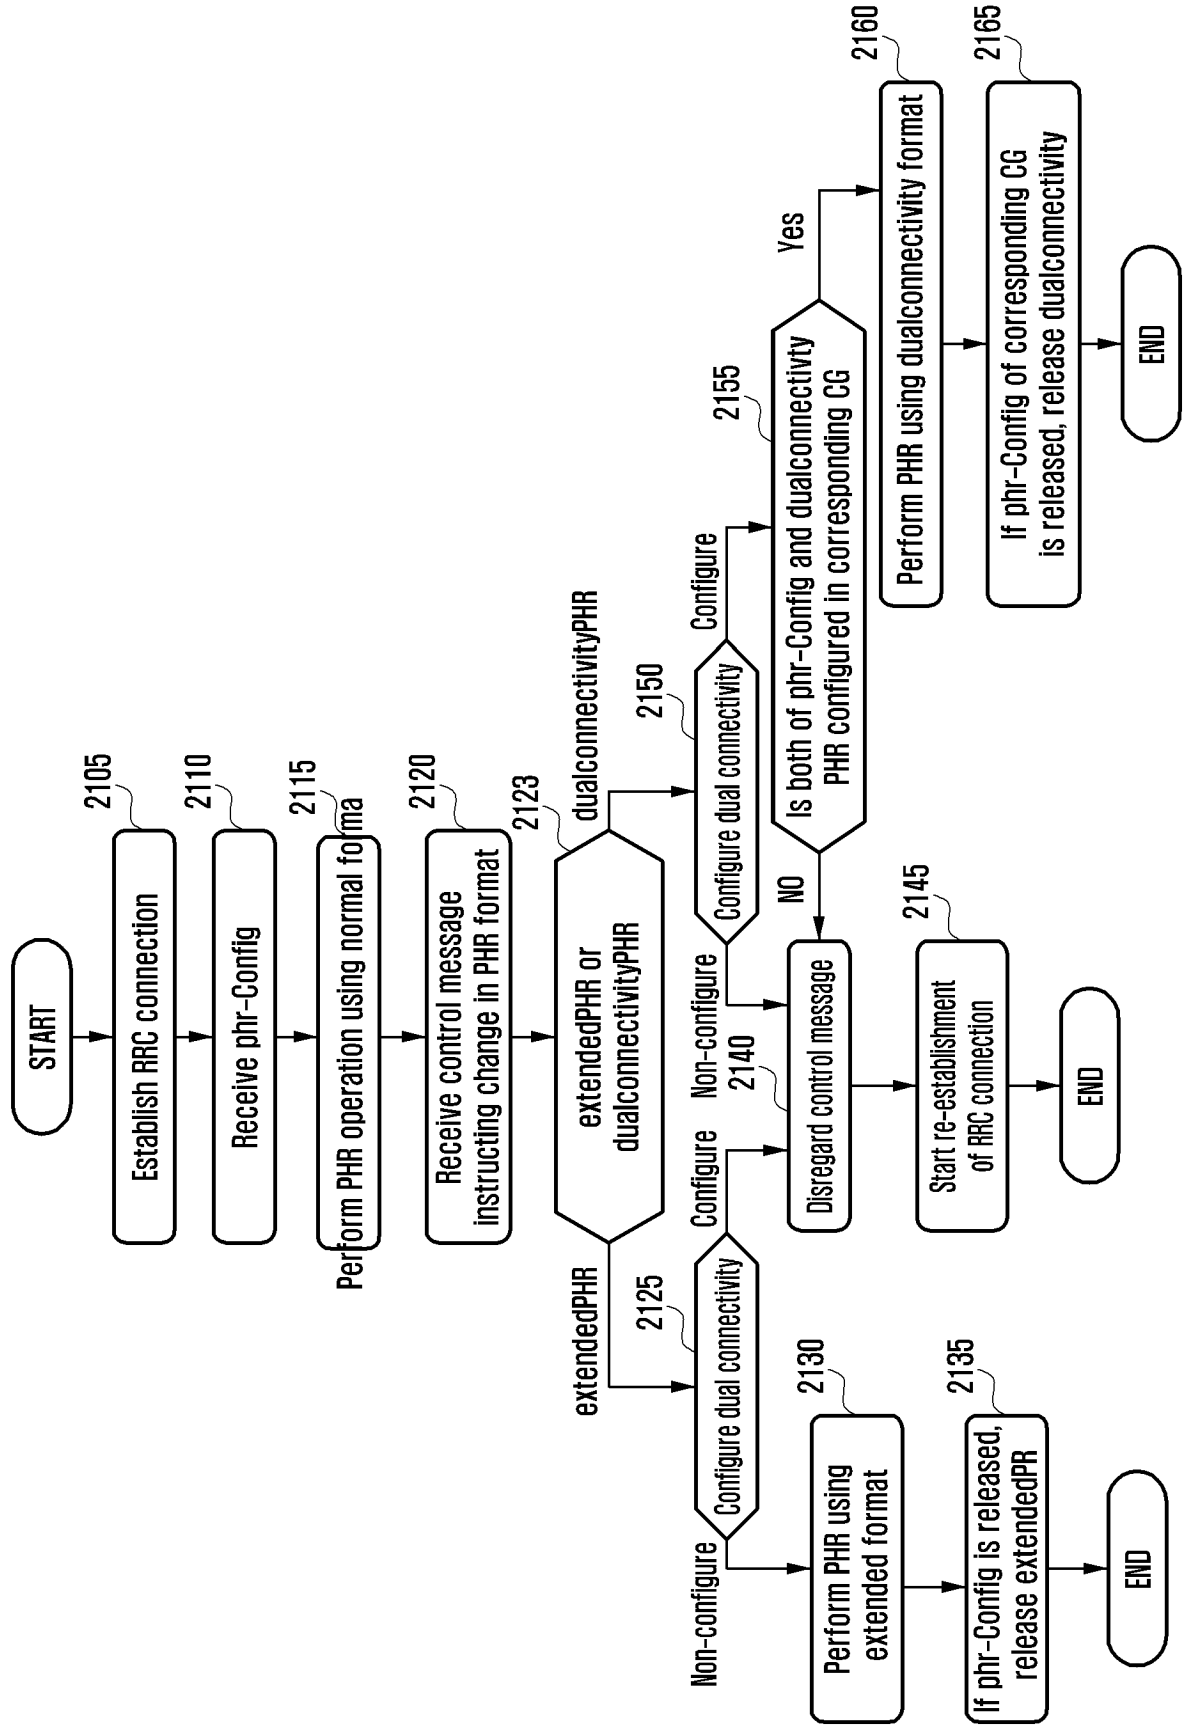 START
2105
Establish RRC connection
2110
Receive phr-Config
2115
Perform PHR operation using normal forma
2120
Receive control message
instructing change in PHR format
2123
extendedPHR or
dualconnectivityPHR
extendedPHR
dualconnectivityPHR
2125
Configure dual connectivity
2150
Configure dual connectivity
Non-configure
Configure
Non-configure
Configure
2130
Perform PHR using
extended format
2140
Disregard control message
NO
2155
Is both of phr-Config and dualconnectivty
PHR configured in corresponding CG
Yes
2135
If phr-Config is released,
release extendedPR
2145
Start re-establishment
of RRC connection
2160
Perform PHR using dualconnectivity format
2165
If phr-Config of corresponding CG
is released, release dualconnectivity
END
END
END